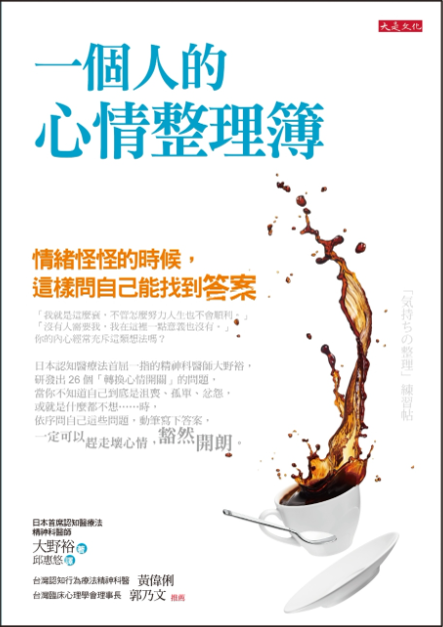 大是文化
一個人的
心情整理簿
情緒怪怪的時候，
這樣問自己能找到答案
「我就是這麼衰，不管怎麼努力人生也不會順利。」
「沒有人需要我，我在這裡一點意義也沒有。」
你的內心經常充斥這類想法嗎？
日本認知醫療法首屈一指的精神科醫師大野裕，
研發出 26 個「轉換心情開關」的問題，
當你不知道自己到底是沮喪、孤單、忿怒，
或就是什麼都不想……時，
依序問自己這些問題，動筆寫下答案，
一定可以趕走壞心情，豁然開朗。
「気持ちの整理」練習帖
日本首席認知醫療法
精神科醫師
大野裕 著
邱惠悠 譯
台灣認知行為療法精神科醫 黃偉俐
台灣臨床心理學會理事長 郭乃文 推薦